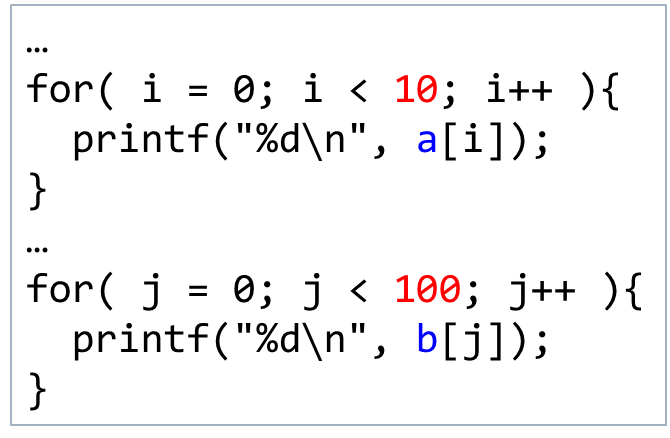 …
for( i = 0; i < 10; i++ ){
  printf("%d\n", a[i]);
}
…
for( j = 0; j < 100; j++ ){
  printf("%d\n", b[j]);
}